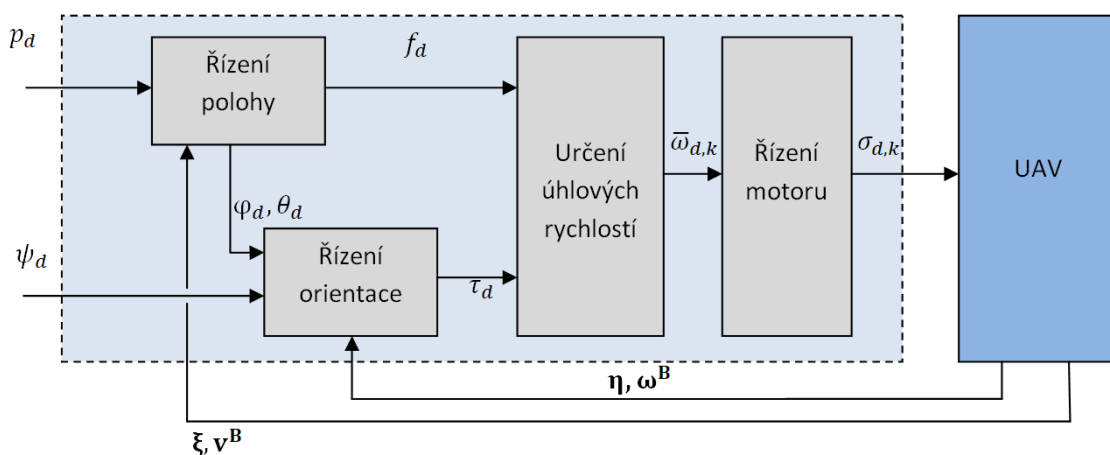 p_d
Řízení
polohy
f_d
Určení
úhlových
rychlostí
ω̅_{d,k}
Řízení
motoru
σ_{d,k}
UAV
φ_d, θ_d
ψ_d
Řízení
orientace
τ_d
η, ω^B
ξ, v^B